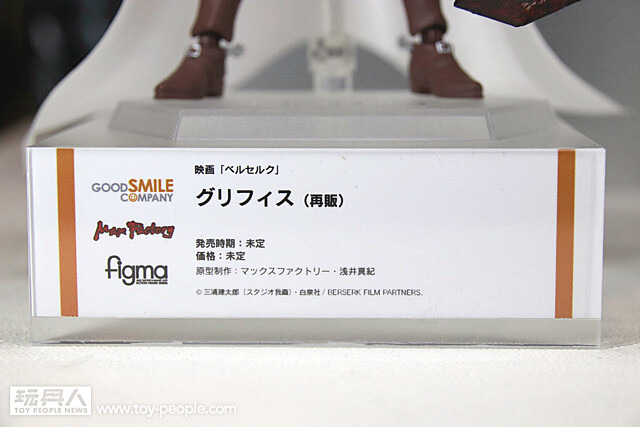 GOOD SMILE
COMPANY
Max Factory
figma
映画「ベルセルク」
グリフィス（再販）
発売時期：未定
価格：未定
原型制作：マックスファクトリー・浅井真紀
© 三浦建太郎（スタジオ我画）・白泉社/ BERSERK FILM PARTNERS.
玩具人
TOY PEOPLE NEWS
www.toy-people.com